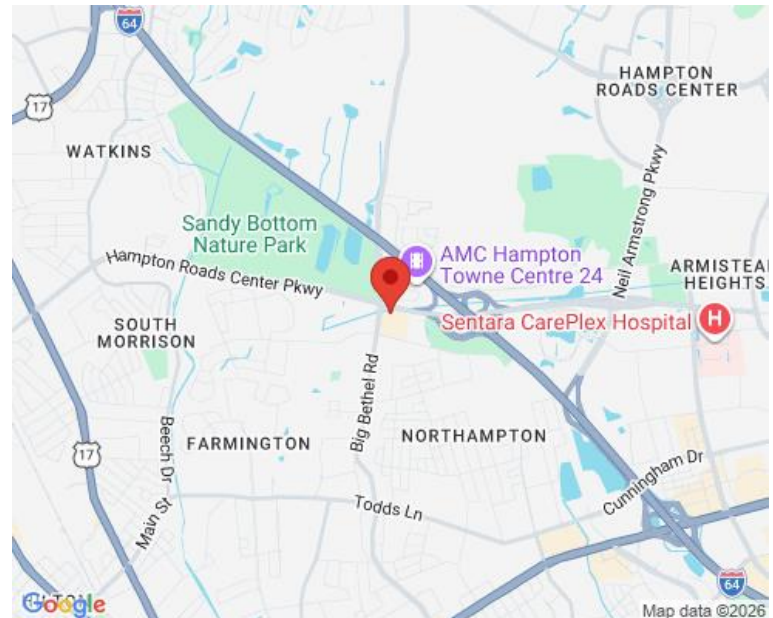 64
17
HAMPTON
ROADS CENTER
WATKINS
Neil Armstrong Pkwy
Sandy Bottom
Nature Park
AMC Hampton
Towne Centre 24
Hampton Roads Center Pkwy
ARMISTEAD
HEIGHTS
Sentara CarePlex Hospital
H
SOUTH
MORRISON
Big Bethel Rd
Beech Dr
FARMINGTON
NORTHAMPTON
17
Cunningham Dr
Todds Ln
Main St
64
Google
Map data ©2026